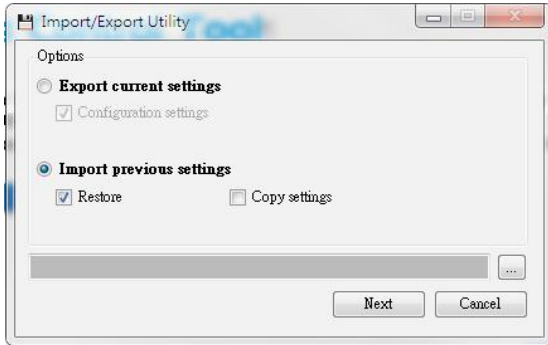 Import/Export Utility
Options
Export current settings
Configuration settings
Import previous settings
Restore Copy settings
...
Next Cancel